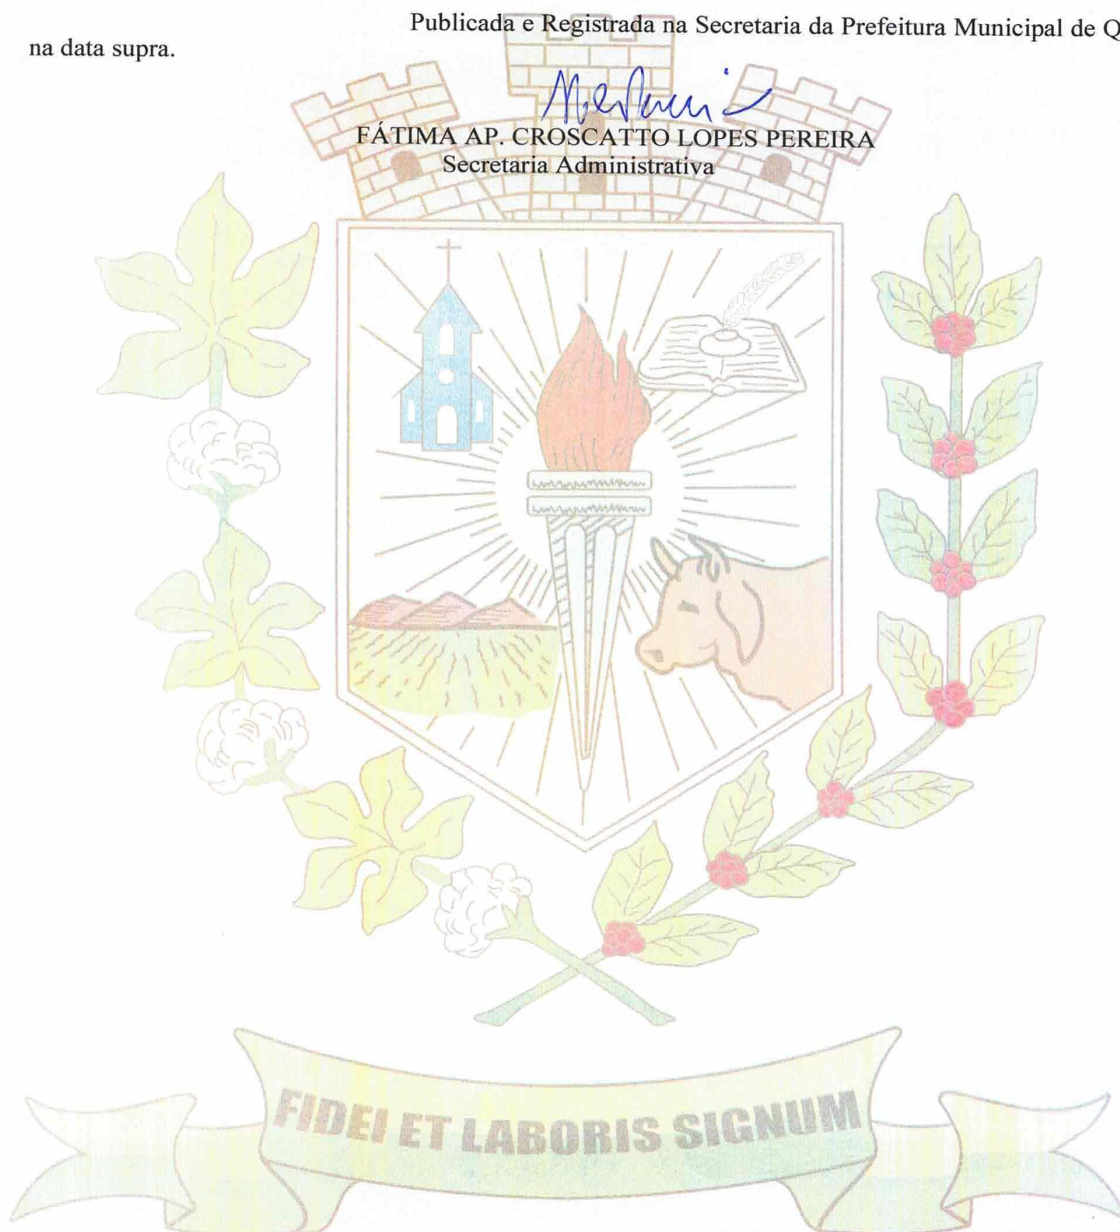 Publicada e Registrada na Secretaria da Prefeitura Municipal de Q
na data supra.
FÁTIMA AP. CROSCATTO LOPES PEREIRA
Secretaria Administrativa
FIDEI ET LABORIS SIGNUM